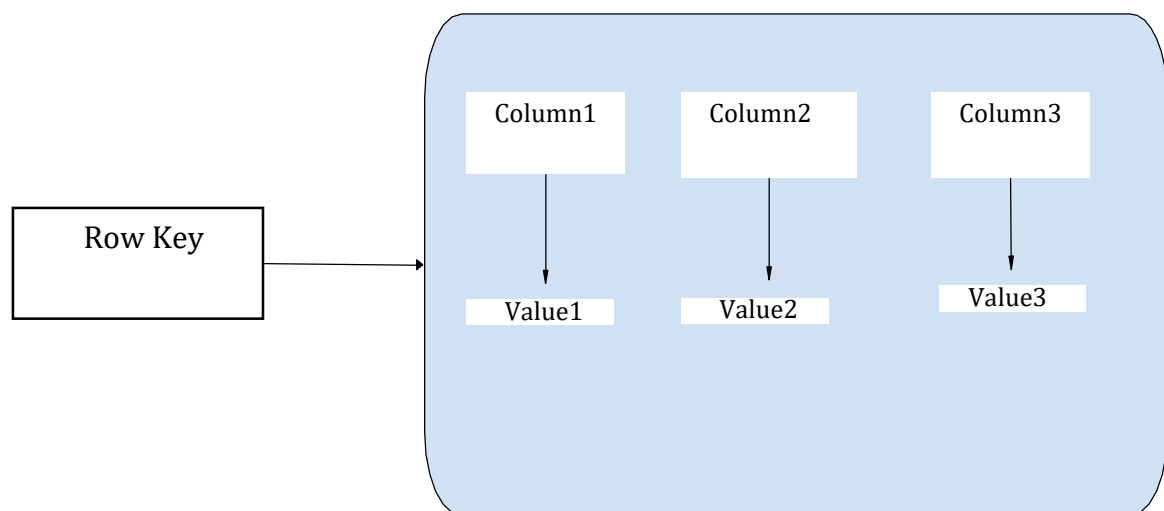 Column1
Column2
Column3
Row Key
Value1
Value2
Value3